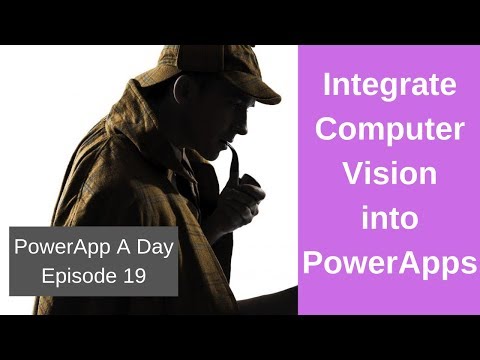 Integrate
Computer
Vision
into
PowerApps
PowerApp A Day
Episode 19